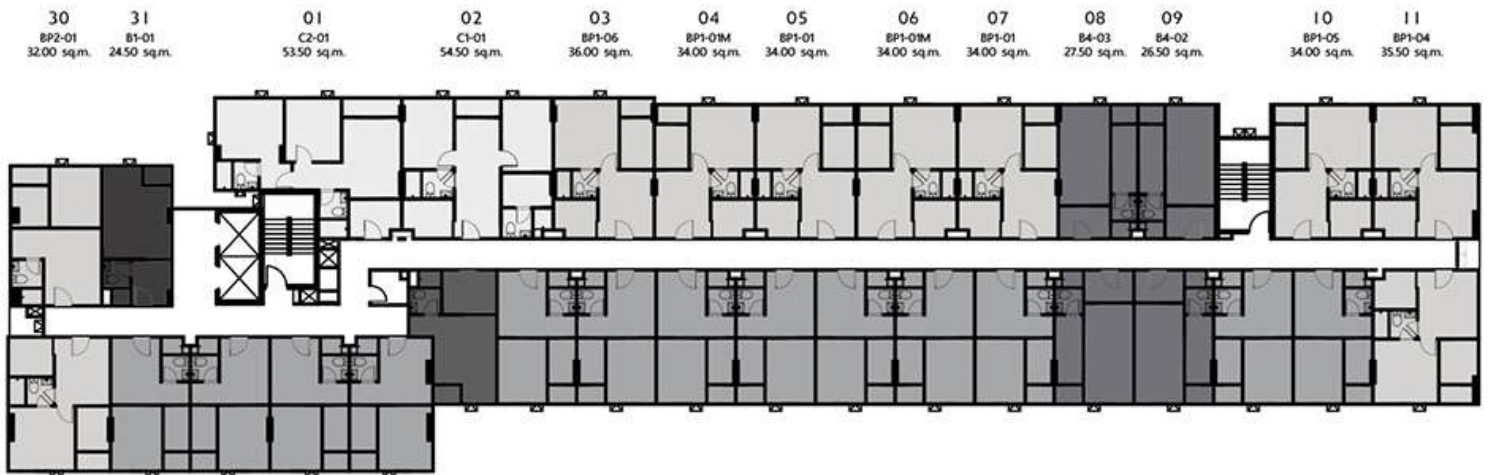 30 31 01 02 03 04 05 06 07 08 09 10 11
BP2-01 B1-01 C2-01 C1-01 BP1-06 BP1-01M BP1-01 BP1-01M BP1-01 B4-03 B4-02 BP1-05 BP1-04
32.00 sq.m. 24.50 sq.m. 53.50 sq.m. 54.50 sq.m. 36.00 sq.m. 34.00 sq.m. 34.00 sq.m. 34.00 sq.m. 34.00 sq.m. 27.50 sq.m. 26.50 sq.m. 34.00 sq.m. 35.50 sq.m.